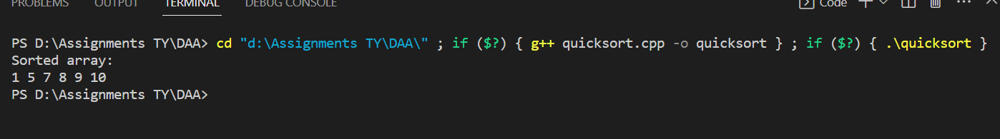 PROBLEMS OUTPUT TERMINAL DEBUG CONSOLE Code
PS D:\Assignments TY\DAA> cd "d:\Assignments TY\DAA\" ; if ($?) { g++ quicksort.cpp -o quicksort } ; if ($?) { .\quicksort }
Sorted array:
1 5 7 8 9 10
PS D:\Assignments TY\DAA>